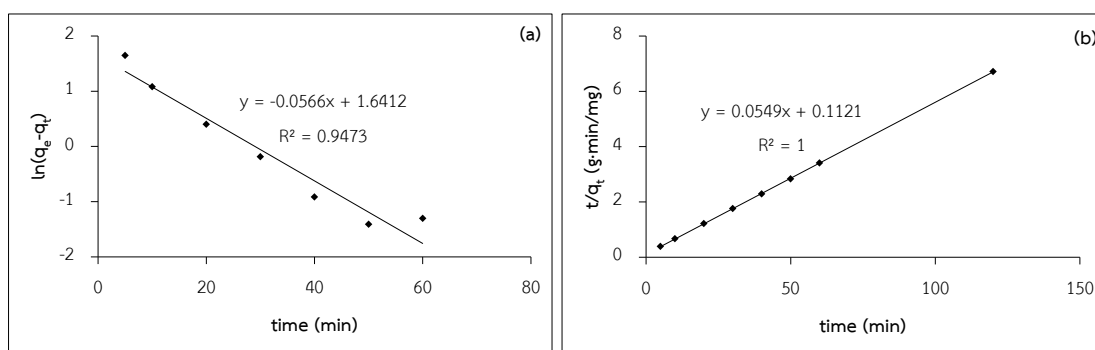 (a)
2
1
0
-1
-2
ln(qₑ-qₜ)
y = -0.0566x + 1.6412
R² = 0.9473
0 20 40 60 80
time (min)
(b)
8
6
4
2
0
t/qₜ (g·min/mg)
y = 0.0549x + 0.1121
R² = 1
0 50 100 150
time (min)